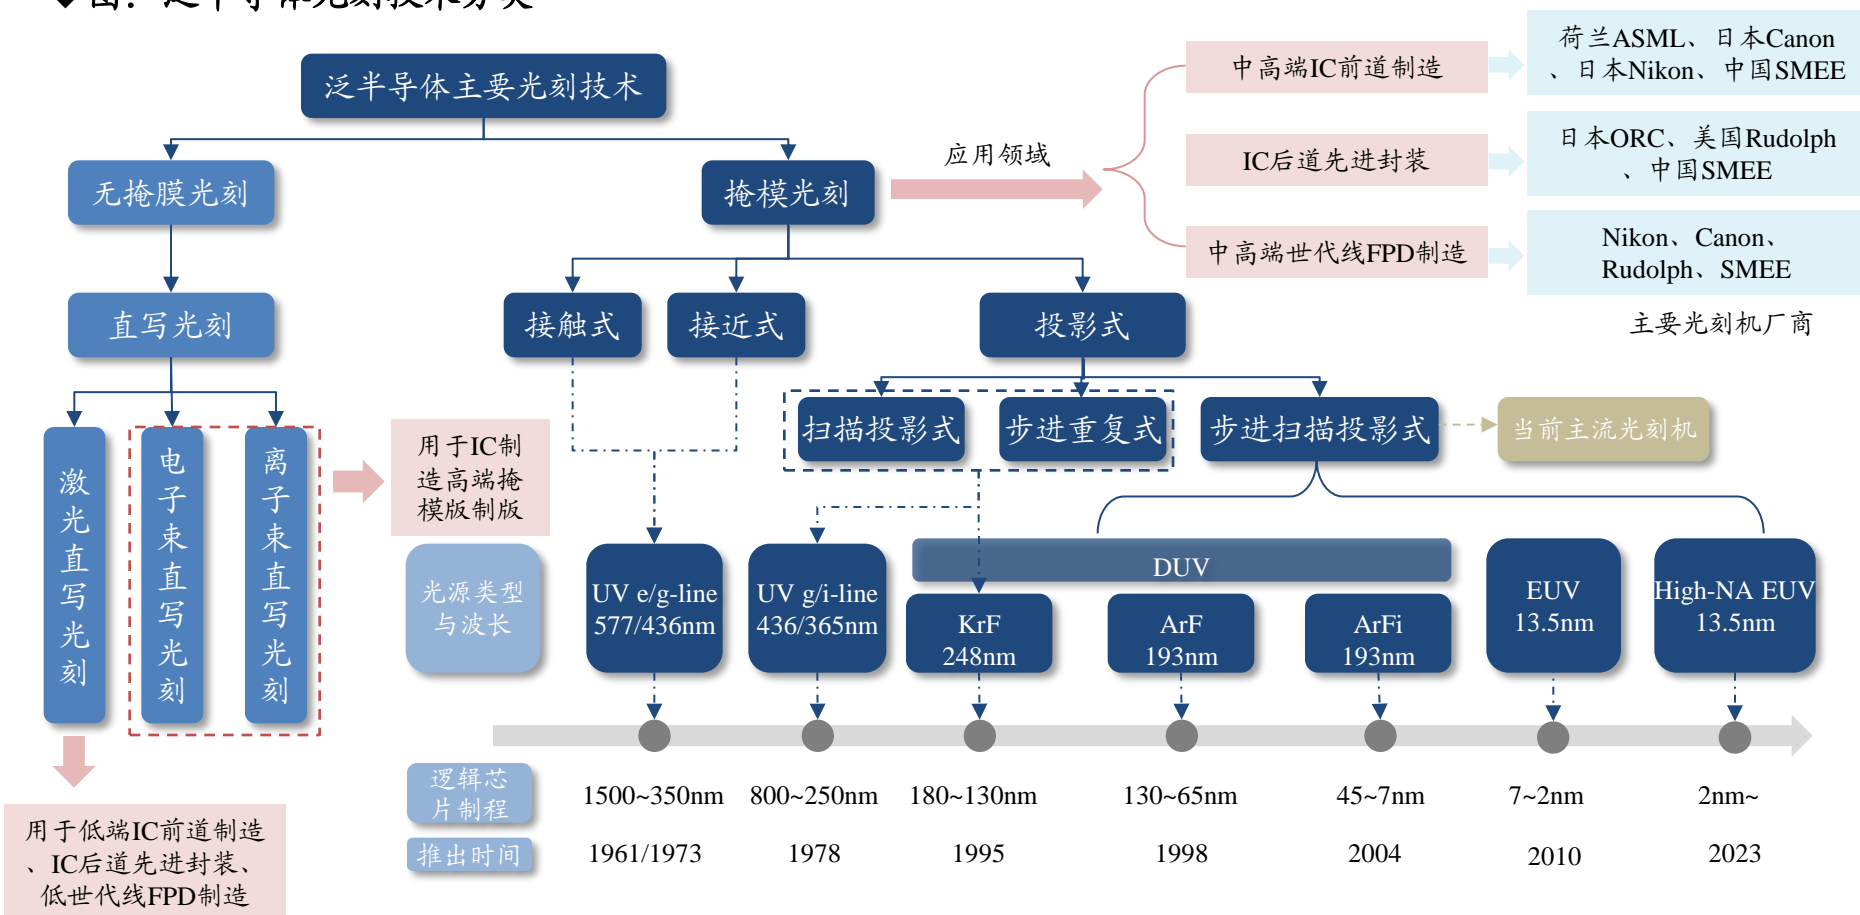 ◆图：泛半导体光刻技术分类
泛半导体主要光刻技术
无掩膜光刻
掩模光刻
应用领域
中高端IC前道制造
荷兰ASML、日本Canon
、日本Nikon、中国SMEE
IC后道先进封装
日本ORC、美国Rudolph
、中国SMEE
中高端世代线FPD制造
Nikon、Canon、
Rudolph、SMEE
主要光刻机厂商
直写光刻
接触式
接近式
投影式
扫描投影式
步进重复式
步进扫描投影式
当前主流光刻机
激光直写光刻
电子束直写光刻
离子束直写光刻
用于IC制
造高端掩
模版制版
用于低端IC前道制造
、IC后道先进封装、
低世代线FPD制造
光源类型
与波长
UV e/g-line
577/436nm
UV g/i-line
436/365nm
DUV
KrF
248nm
ArF
193nm
ArFi
193nm
EUV
13.5nm
High-NA EUV
13.5nm
逻辑芯
片制程
1500~350nm
800~250nm
180~130nm
130~65nm
45~7nm
7~2nm
2nm~
推出时间
1961/1973
1978
1995
1998
2004
2010
2023